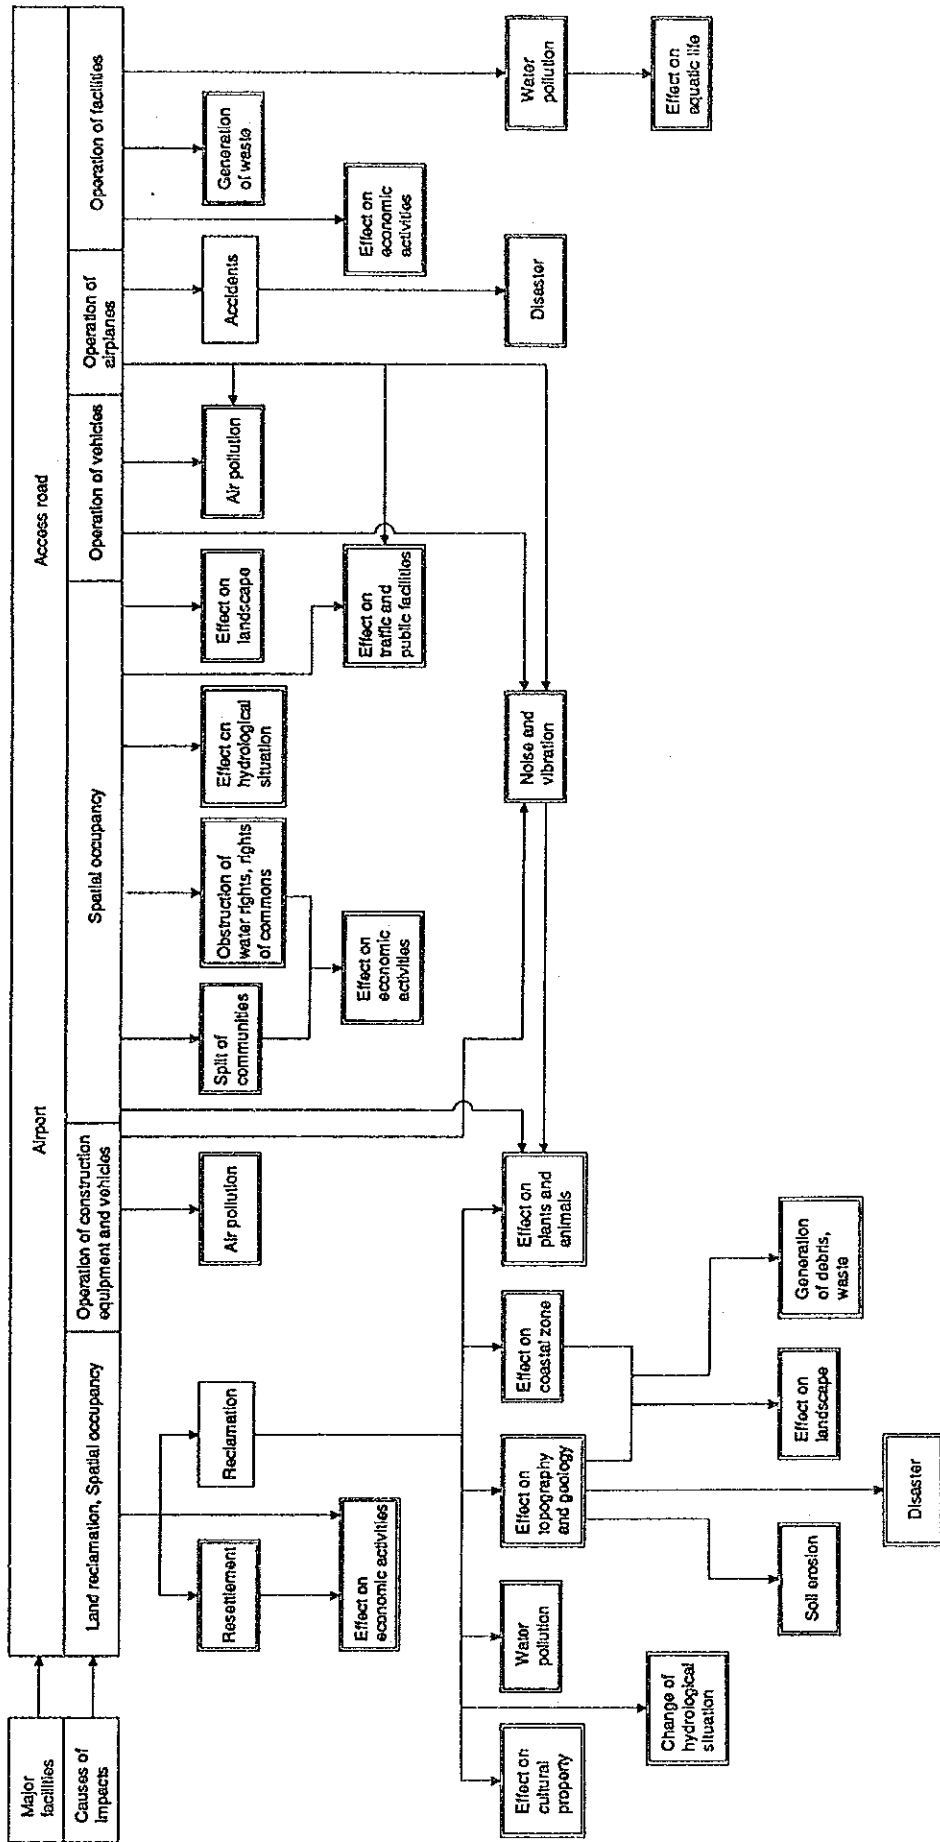 Major
facilities
Causes of
Impacts
Airport
Access road
Land reclamation, Spatial occupancy
Operation of construction
equipment and vehicles
Spatial occupancy
Operation of vehicles
Operation of
airplanes
Operation of facilities
Resettlement
Reclamation
Air pollution
Split of
communities
Obstruction of
water rights, rights
of commons
Effect on
hydrological
situation
Effect on
landscape
Air pollution
Accidents
Generation
of waste
Effect on
economic activities
Effect on
economic
activities
Effect on
traffic and
public facilities
Effect on
economic
activities
Effect on
cultural
property
Water
pollution
Effect on
topography
and geology
Effect on
coastal zone
Effect on
plants and
animals
Noise and
vibration
Disaster
Water
pollution
Change of
hydrological
situation
Effect on
aquatic life
Soil erosion
Effect on
landscape
Generation
of debris,
waste
Disaster